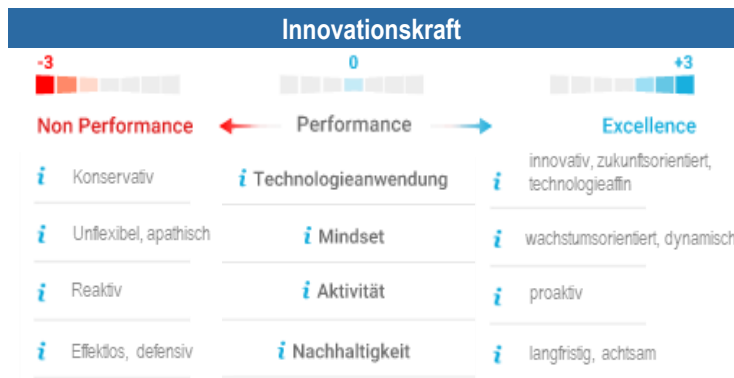 Innovationskraft
-3 0 +3
Non Performance Performance Excellence
Konservativ
Technologieanwendung
innovativ, zukunftsorientiert,
technologieaffin
Unflexibel, apathisch
Mindset
wachstumsorientiert, dynamisch
Reaktiv
Aktivität
proaktiv
Effektlos, defensiv
Nachhaltigkeit
langfristig, achtsam